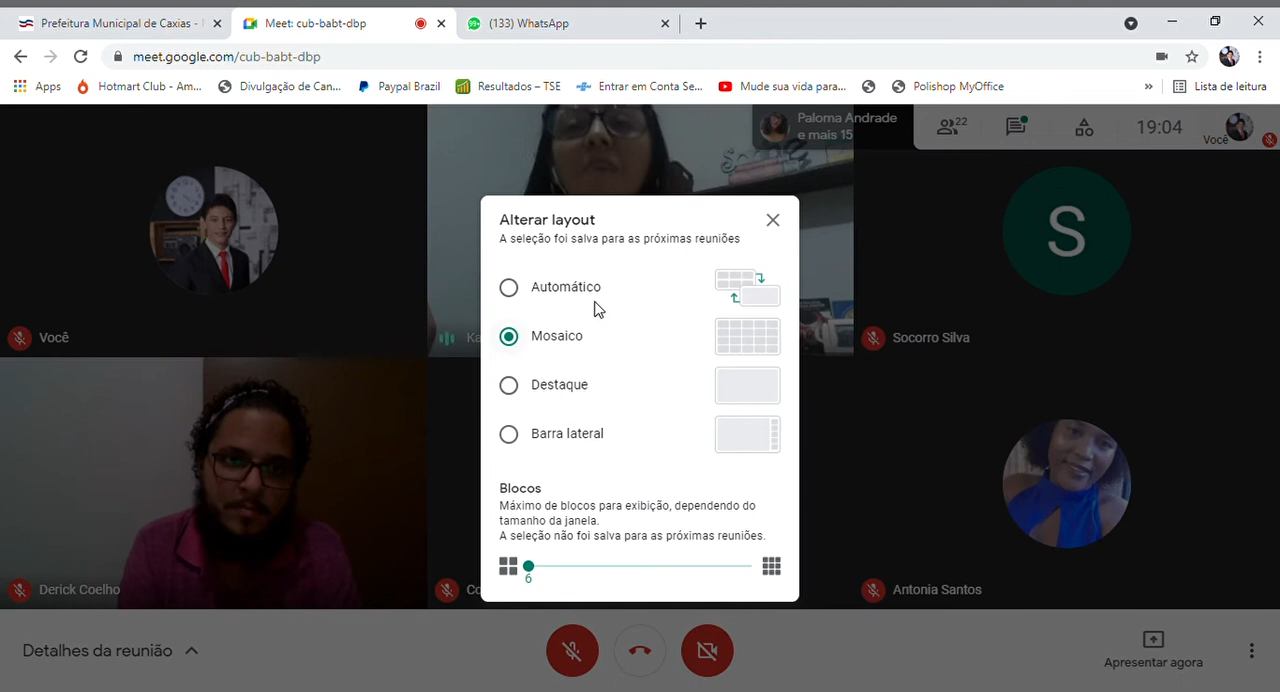 Prefeitura Municipal de Caxias -
Meet: cub-babt-dbp
99+
(133) WhatsApp
meet.google.com/cub-babt-dbp
Apps
Hotmart Club - Am...
Divulgação de Can...
Paypal Brazil
Resultados – TSE
Entrar em Conta Se...
Mude sua vida para...
Polishop MyOffice
»
Lista de leitura
Paloma Andrade
e mais 15
22
19:04
Você
Alterar layout
A seleção foi salva para as próximas reuniões
Automático
Mosaico
Destaque
Barra lateral
Blocos
Máximo de blocos para exibição, dependendo do
tamanho da janela.
A seleção não foi salva para as próximas reuniões.
6
Você
Ka
S
Socorro Silva
Derick Coelho
Co
Antonia Santos
Detalhes da reunião
Apresentar agora